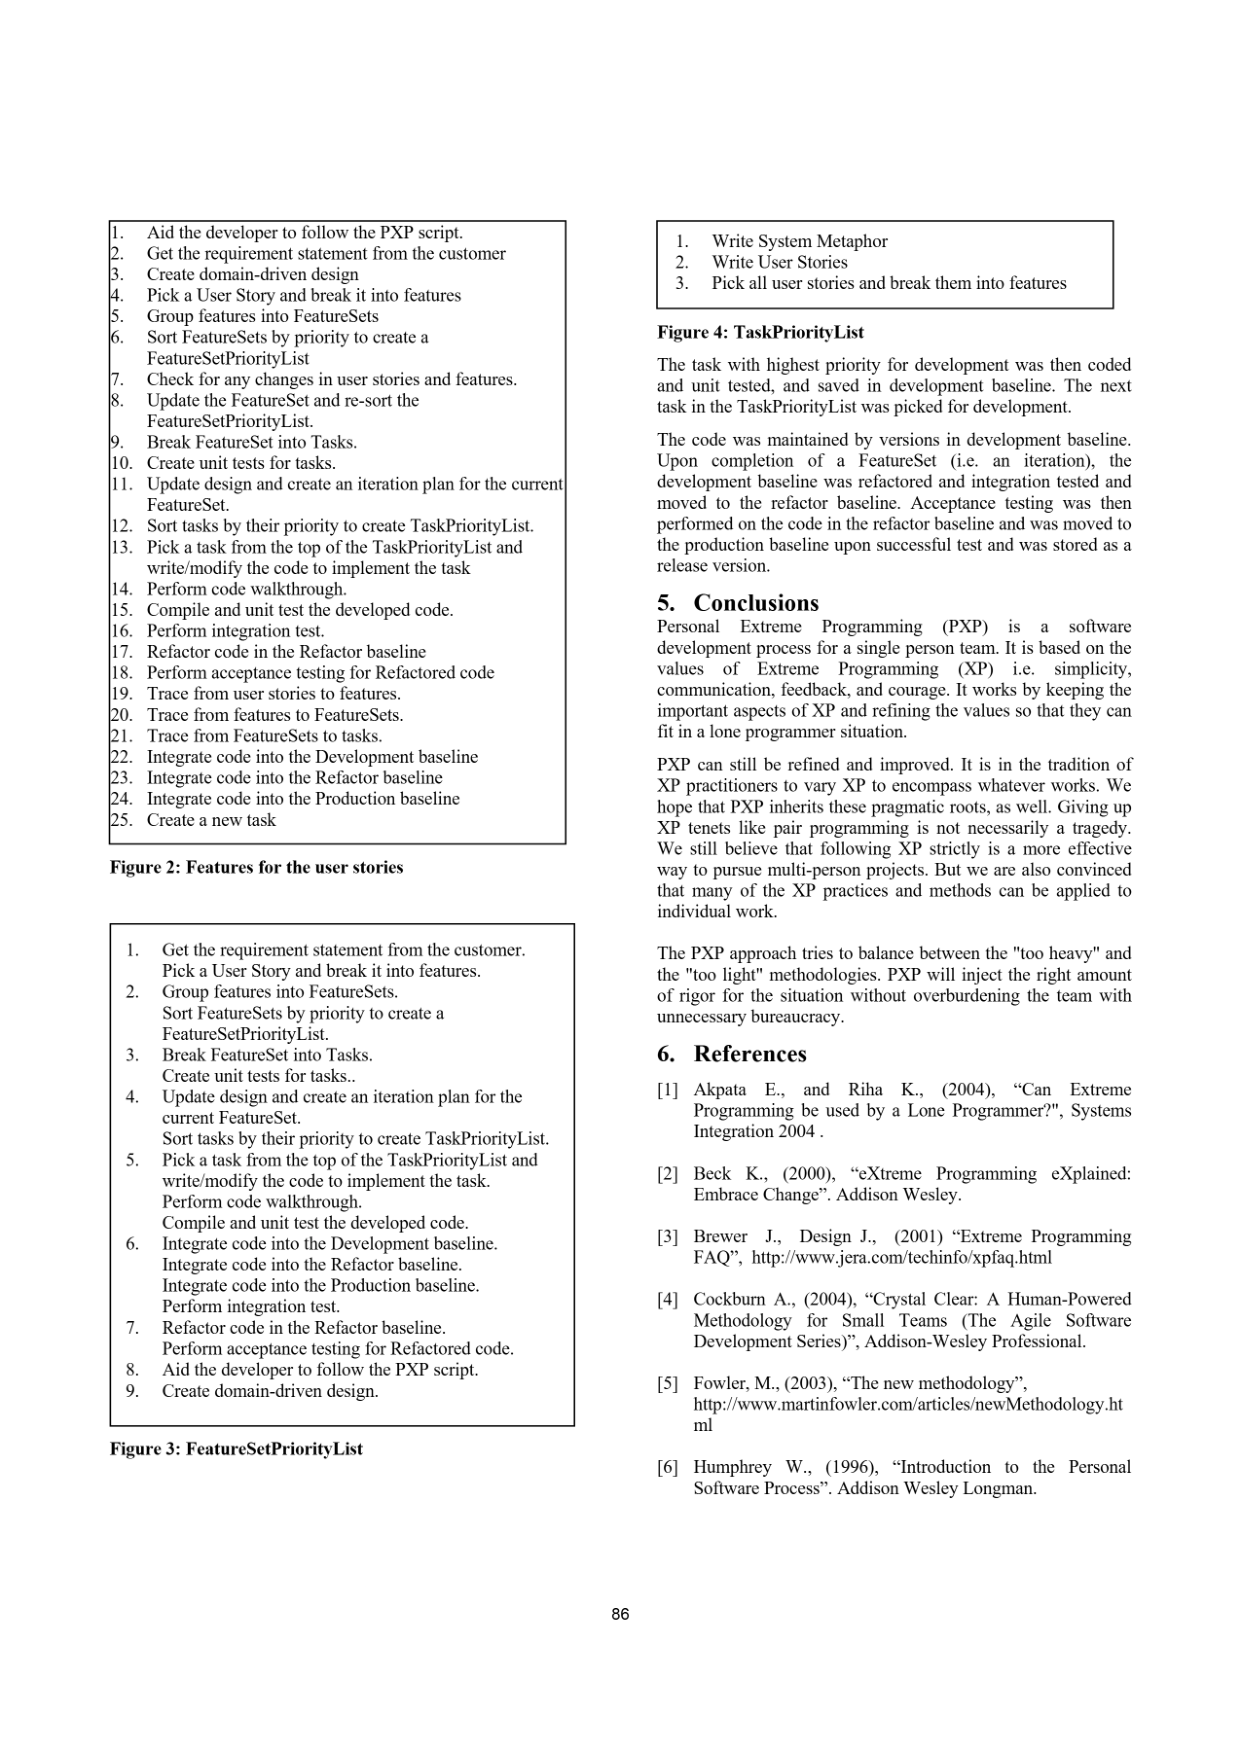 1. Aid the developer to follow the PXP script.
2. Get the requirement statement from the customer
3. Create domain-driven design
4. Pick a User Story and break it into features
5. Group features into FeatureSets
6. Sort FeatureSets by priority to create a
FeatureSetPriorityList
7. Check for any changes in user stories and features.
8. Update the FeatureSet and re-sort the
FeatureSetPriorityList.
9. Break FeatureSet into Tasks.
10. Create unit tests for tasks.
11. Update design and create an iteration plan for the current
FeatureSet.
12. Sort tasks by their priority to create TaskPriorityList.
13. Pick a task from the top of the TaskPriorityList and
write/modify the code to implement the task
14. Perform code walkthrough.
15. Compile and unit test the developed code.
16. Perform integration test.
17. Refactor code in the Refactor baseline
18. Perform acceptance testing for Refactored code
19. Trace from user stories to features.
20. Trace from features to FeatureSets.
21. Trace from FeatureSets to tasks.
22. Integrate code into the Development baseline
23. Integrate code into the Refactor baseline
24. Integrate code into the Production baseline
25. Create a new task
Figure 2: Features for the user stories
1. Get the requirement statement from the customer.
Pick a User Story and break it into features.
2. Group features into FeatureSets.
Sort FeatureSets by priority to create a
FeatureSetPriorityList.
3. Break FeatureSet into Tasks.
Create unit tests for tasks..
4. Update design and create an iteration plan for the
current FeatureSet.
Sort tasks by their priority to create TaskPriorityList.
5. Pick a task from the top of the TaskPriorityList and
write/modify the code to implement the task.
Perform code walkthrough.
Compile and unit test the developed code.
6. Integrate code into the Development baseline.
Integrate code into the Refactor baseline.
Integrate code into the Production baseline.
Perform integration test.
7. Refactor code in the Refactor baseline.
Perform acceptance testing for Refactored code.
8. Aid the developer to follow the PXP script.
9. Create domain-driven design.
Figure 3: FeatureSetPriorityList
1. Write System Metaphor
2. Write User Stories
3. Pick all user stories and break them into features
Figure 4: TaskPriorityList
The task with highest priority for development was then coded
and unit tested, and saved in development baseline. The next
task in the TaskPriorityList was picked for development.
The code was maintained by versions in development baseline.
Upon completion of a FeatureSet (i.e. an iteration), the
development baseline was refactored and integration tested and
moved to the refactor baseline. Acceptance testing was then
performed on the code in the refactor baseline and was moved to
the production baseline upon successful test and was stored as a
release version.
5. Conclusions
Personal Extreme Programming (PXP) is a software
development process for a single person team. It is based on the
values of Extreme Programming (XP) i.e. simplicity,
communication, feedback, and courage. It works by keeping the
important aspects of XP and refining the values so that they can
fit in a lone programmer situation.
PXP can still be refined and improved. It is in the tradition of
XP practitioners to vary XP to encompass whatever works. We
hope that PXP inherits these pragmatic roots, as well. Giving up
XP tenets like pair programming is not necessarily a tragedy.
We still believe that following XP strictly is a more effective
way to pursue multi-person projects. But we are also convinced
that many of the XP practices and methods can be applied to
individual work.
The PXP approach tries to balance between the "too heavy" and
the "too light" methodologies. PXP will inject the right amount
of rigor for the situation without overburdening the team with
unnecessary bureaucracy.
6. References
[1] Akpata E., and Riha K., (2004), “Can Extreme
Programming be used by a Lone Programmer?", Systems
Integration 2004 .
[2] Beck K., (2000), “eXtreme Programming eXplained:
Embrace Change”. Addison Wesley.
[3] Brewer J., Design J., (2001) “Extreme Programming
FAQ”, http://www.jera.com/techinfo/xpfaq.html
[4] Cockburn A., (2004), “Crystal Clear: A Human-Powered
Methodology for Small Teams (The Agile Software
Development Series)”, Addison-Wesley Professional.
[5] Fowler, M., (2003), “The new methodology”,
http://www.martinfowler.com/articles/newMethodology.ht
ml
[6] Humphrey W., (1996), “Introduction to the Personal
Software Process”. Addison Wesley Longman.
86